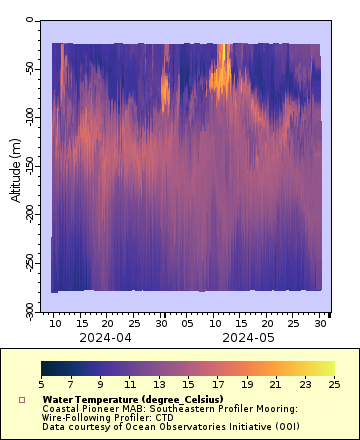 0
-50
-100
-150
-200
-250
-300
Altitude (m)
10 15 20 25 30 05 10 15 20 25 30
2024-04 2024-05
5 7 9 11 13 15 17 19 21 23 25
Water Temperature (degree_Celsius)
Coastal Pioneer MAB: Southeastern Profiler Mooring:
Wire-Following Profiler: CTD
Data courtesy of Ocean Observatories Initiative (OOI)